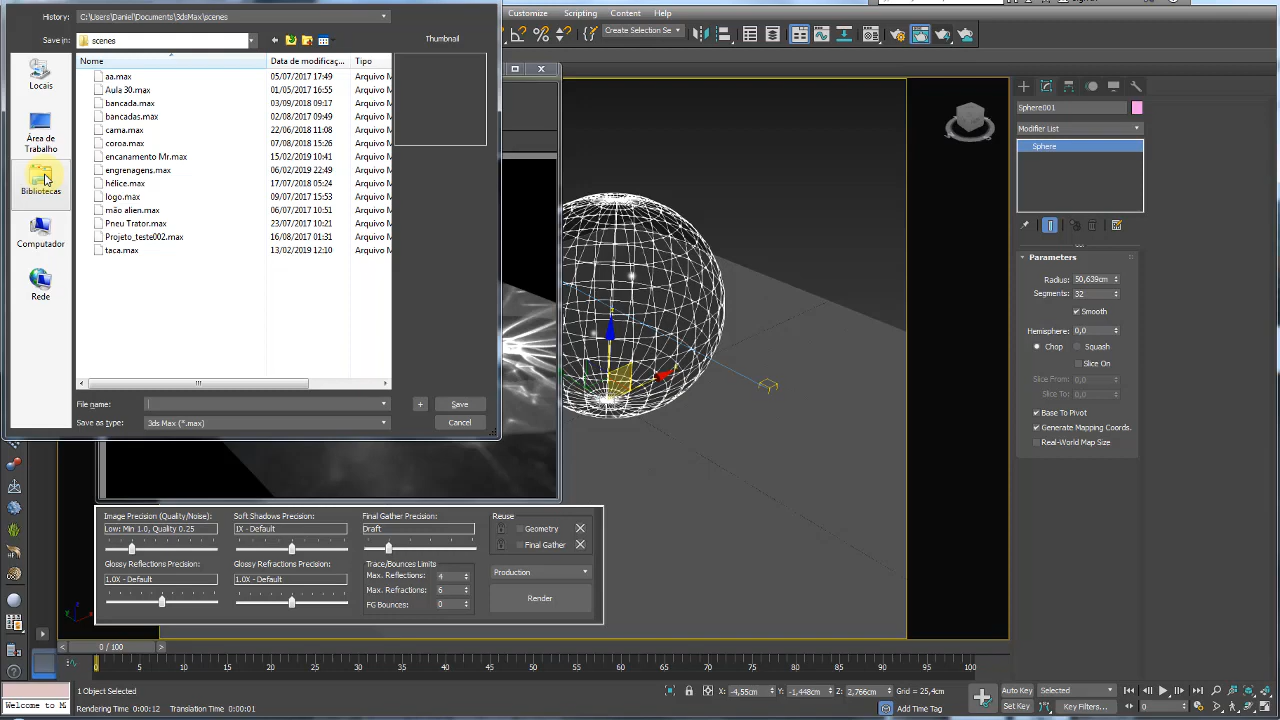 History: C:\Users\Daniel\Documents\3dsMax\scenes
Customize Scripting Content Help
Save in: scenes
Thumbnail
Create Selection Se
Nome Data de modificaç... Tipo
Locais
aa.max 05/07/2017 17:49 Arquivo M
Aula 30.max 01/05/2017 16:55 Arquivo M
bancada.max 03/09/2018 09:17 Arquivo M
bancadas.max 02/08/2017 09:49 Arquivo M
cama.max 22/06/2018 11:08 Arquivo M
coroa.max 07/08/2018 15:26 Arquivo M
encanamento Mr.max 15/02/2019 10:41 Arquivo M
engrenagens.max 06/02/2019 22:49 Arquivo M
hélice.max 17/07/2018 05:24 Arquivo M
logo.max 09/07/2017 15:53 Arquivo M
mão alien.max 06/07/2017 10:51 Arquivo M
Pneu Trator.max 23/07/2017 10:21 Arquivo M
Projeto_teste002.max 16/08/2017 01:31 Arquivo M
taca.max 13/02/2019 12:10 Arquivo M
Área de
Trabalho
Bibliotecas
Computador
Rede
File name: + Save
Save as type: 3ds Max (*.max) Cancel
Sphere001
Modifier List
Sphere
Parameters
Radius: 50,639cm
Segments: 32
Smooth
Hemisphere: 0,0
Chop Squash
Slice On
Slice From: 0,0
Slice To: 0,0
Base To Pivot
Generate Mapping Coords.
Real-World Map Size
Image Precision (Quality/Noise): Soft Shadows Precision: Final Gather Precision: Reuse
Low: Min 1.0, Quality 0.25 1X - Default Draft Geometry
Final Gather
Glossy Reflections Precision: Glossy Refractions Precision: Trace/Bounces Limits
1.0X - Default 1.0X - Default Max. Reflections: 4 Production
Max. Refractions: 6 Render
FG Bounces: 0
z
x
0 / 100
0 5 10 15 20 25 30 35 40 45 50 55 60 65 70 75 80 85 90 95 100
1 Object Selected X: -4,55cm Y: -1,448cm Z: 2,766cm Grid = 25,4cm Auto Key Selected
Welcome to M Rendering Time 0:00:12 Translation Time 0:00:01 Add Time Tag Set Key Key Filters... 0